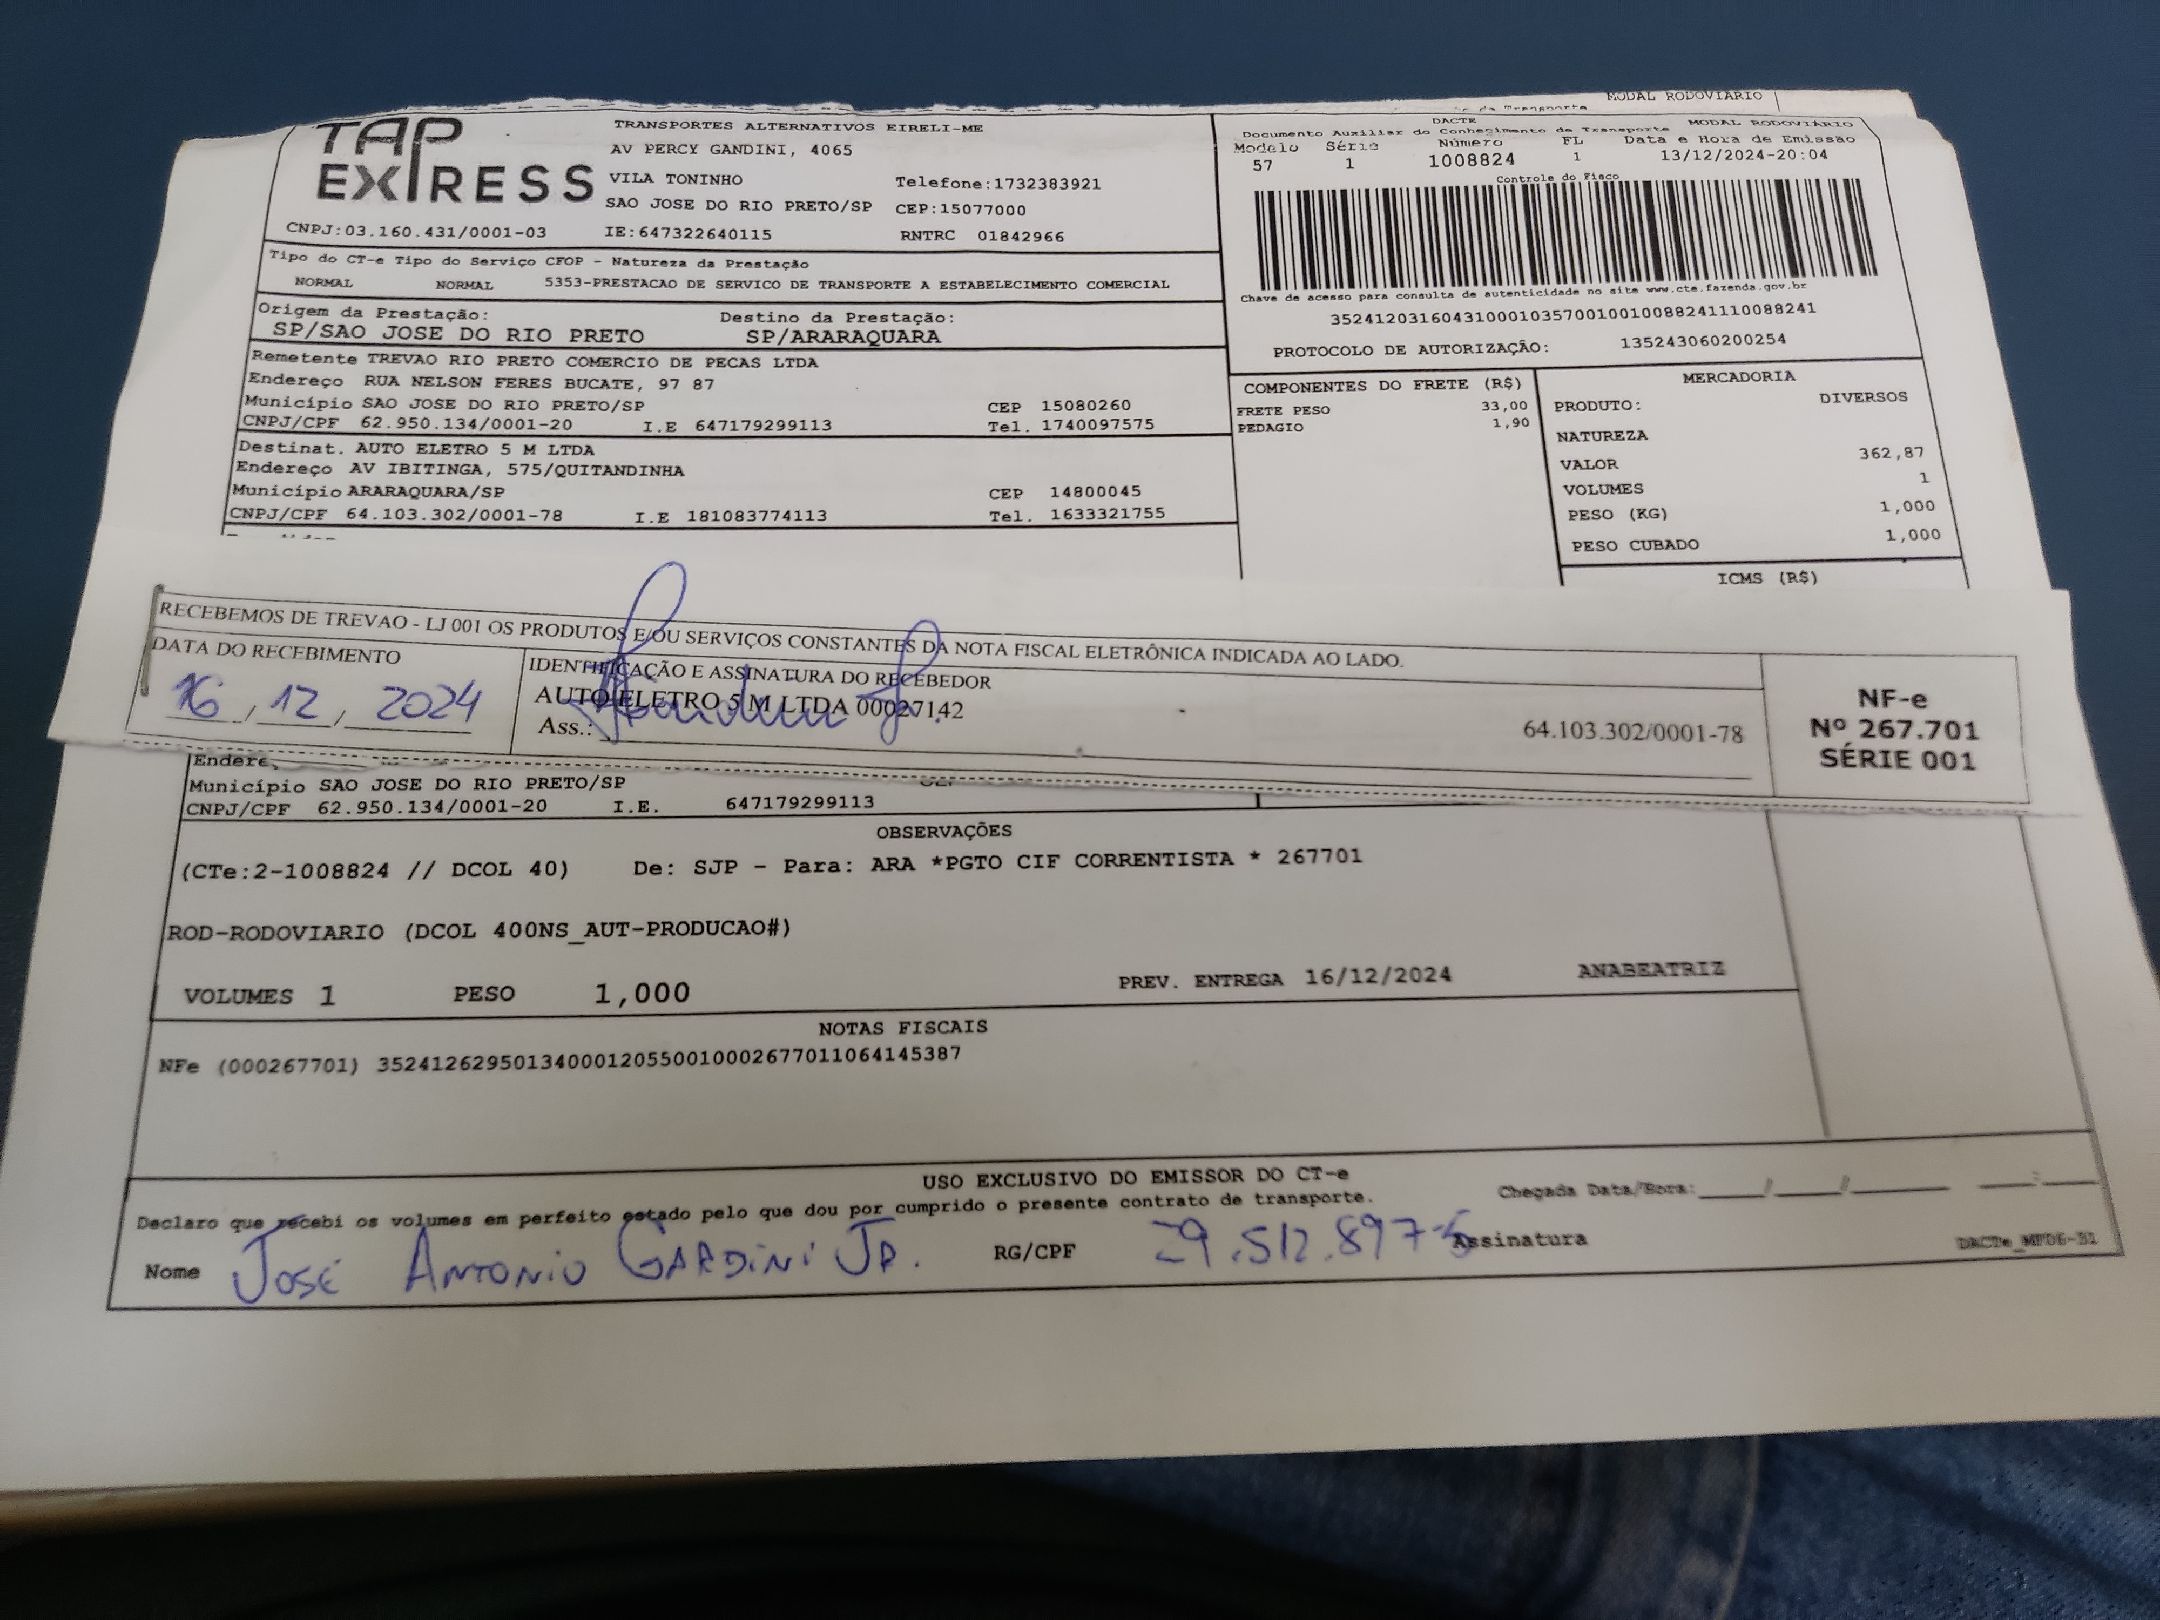 MODAL RODOVIARIO
TAP EXPRESS
TRANSPORTES ALTERNATIVOS EIRELI-ME
AV PERCY GANDINI, 4065
VILA TONINHO Telefone:1732383921
SAO JOSE DO RIO PRETO/SP CEP:15077000
CNPJ:03.160.431/0001-03 IE:647322640115 RNTRC 01842966
DACTE MODAL RODOVIÁRIO
Documento Auxiliar do Conhecimento de Transporte
Modelo Série Número FL Data e Hora de Emissão
57 1 1008824 1 13/12/2024-20:04
Controle do Fisco
Chave de acesso para consulta de autenticidade no site www.cte.fazenda.gov.br
35241203160431000103570010010088241110088241
PROTOCOLO DE AUTORIZAÇÃO: 135243060200254
Tipo do CT-e Tipo do Serviço CFOP - Natureza da Prestação
NORMAL NORMAL 5353-PRESTACAO DE SERVICO DE TRANSPORTE A ESTABELECIMENTO COMERCIAL
Origem da Prestação: Destino da Prestação:
SP/SAO JOSE DO RIO PRETO SP/ARARAQUARA
Remetente TREVAO RIO PRETO COMERCIO DE PECAS LTDA
Endereço RUA NELSON FERES BUCATE, 97 87
Município SAO JOSE DO RIO PRETO/SP CEP 15080260
CNPJ/CPF 62.950.134/0001-20 I.E 647179299113 Tel. 1740097575
Destinat. AUTO ELETRO 5 M LTDA
Endereço AV IBITINGA, 575/QUITANDINHA
Município ARARAQUARA/SP CEP 14800045
CNPJ/CPF 64.103.302/0001-78 I.E 181083774113 Tel. 1633321755
COMPONENTES DO FRETE (R$)
FRETE PESO 33,00
PEDAGIO 1,90
MERCADORIA
PRODUTO: DIVERSOS
NATUREZA
VALOR 362,87
VOLUMES 1
PESO (KG) 1,000
PESO CUBADO 1,000
ICMS (R$)
RECEBEMOS DE TREVAO - LJ 001 OS PRODUTOS E/OU SERVIÇOS CONSTANTES DA NOTA FISCAL ELETRÔNICA INDICADA AO LADO.
DATA DO RECEBIMENTO
16, 12, 2024
IDENTIFICAÇÃO E ASSINATURA DO RECEBEDOR
AUTO ELETRO 5 M LTDA 00027142
Ass.: 64.103.302/0001-78
NF-e
Nº 267.701
SÉRIE 001
Município SAO JOSE DO RIO PRETO/SP
CNPJ/CPF 62.950.134/0001-20 I.E. 647179299113
OBSERVAÇÕES
(CTe:2-1008824 // DCOL 40) De: SJP - Para: ARA *PGTO CIF CORRENTISTA * 267701
ROD-RODOVIARIO (DCOL 400NS_AUT-PRODUCAO#)
VOLUMES 1 PESO 1,000 PREV. ENTREGA 16/12/2024 ANABEATRIZ
NOTAS FISCAIS
NFe (000267701) 35241262950134000120550010002677011064145387
USO EXCLUSIVO DO EMISSOR DO CT-e
Declaro que recebi os volumes em perfeito estado pelo que dou por cumprido o presente contrato de transporte. Chegada Data/Hora:____/____/______ ____:____
Nome JOSÉ ANTONIO GARDINI JR. RG/CPF 29.512.897-5 Assinatura